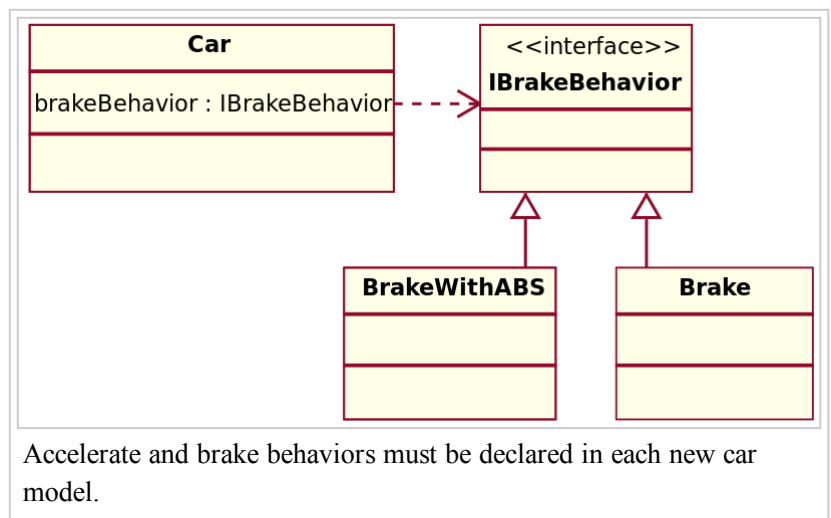 Car
brakeBehavior : IBrakeBehavior
<<interface>>
IBrakeBehavior
BrakeWithABS
Brake
Accelerate and brake behaviors must be declared in each new car
model.